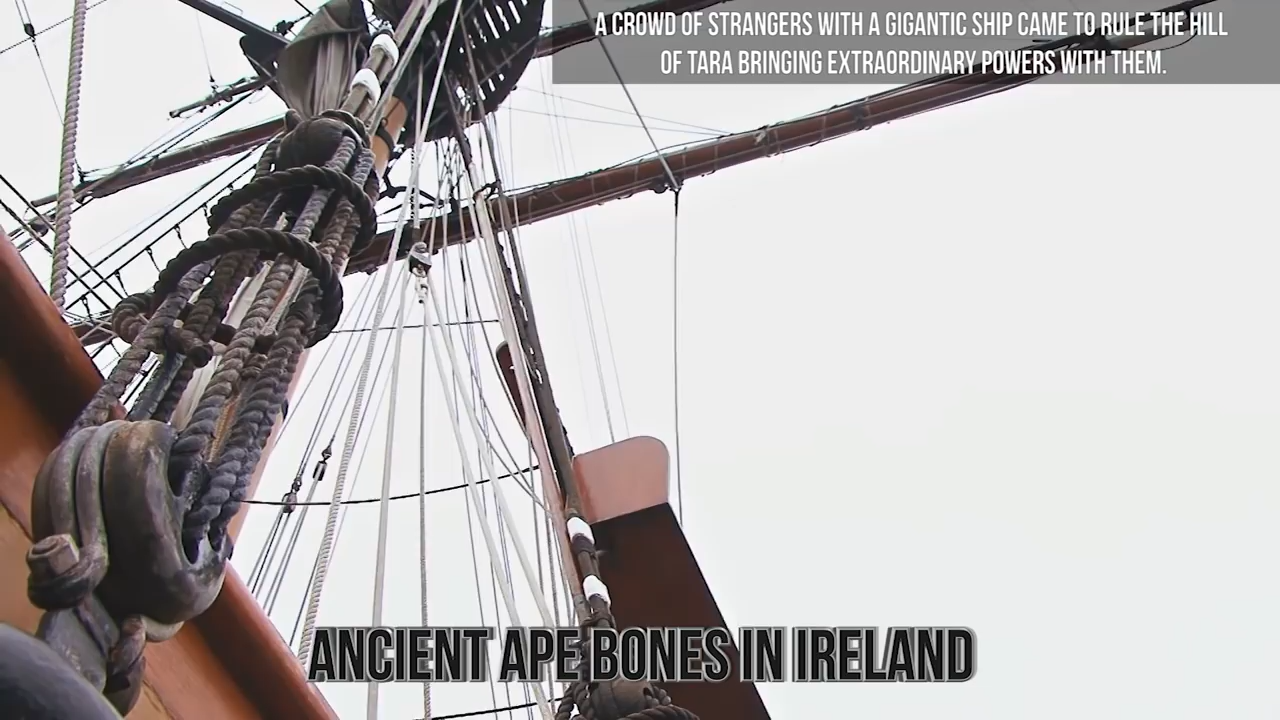 A CROWD OF STRANGERS WITH A GIGANTIC SHIP CAME TO RULE THE HILL
OF TARA BRINGING EXTRAORDINARY POWERS WITH THEM.
ANCIENT APE BONES IN IRELAND